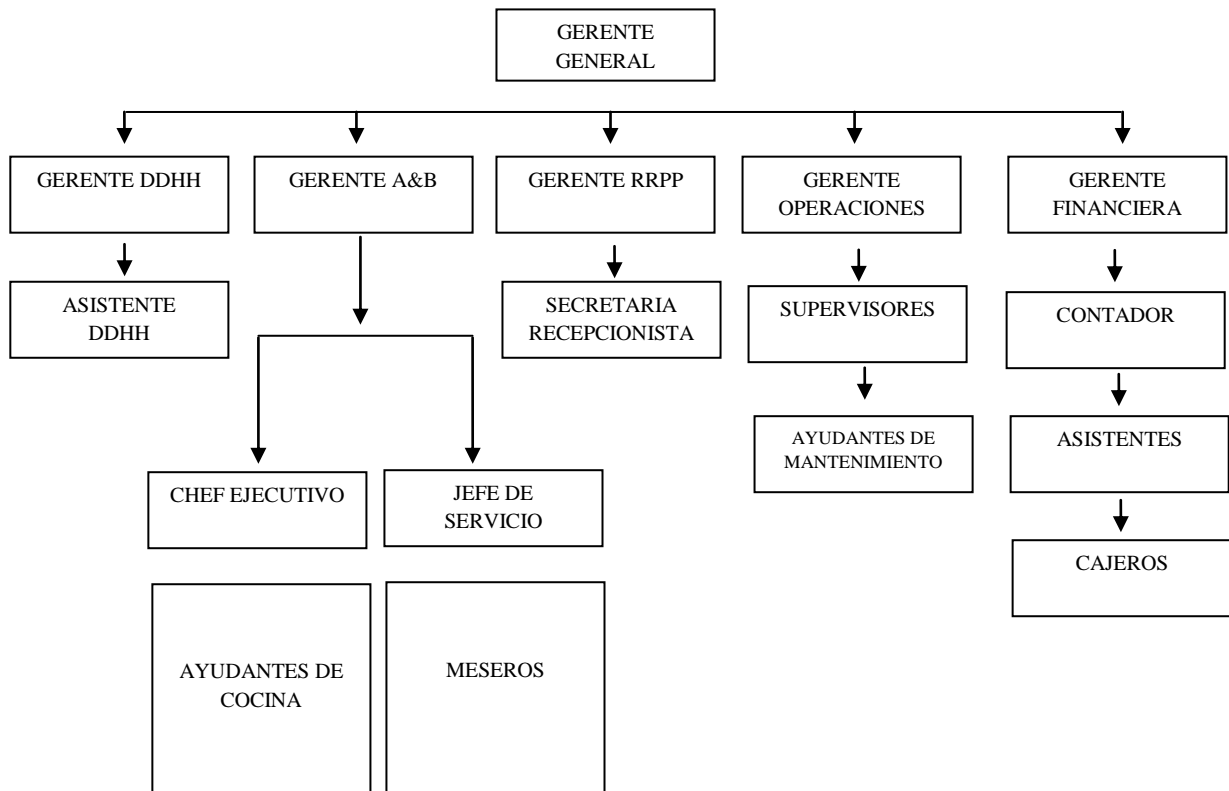 GERENTE
GENERAL
GERENTE DDHH
GERENTE A&B
GERENTE RRPP
GERENTE
OPERACIONES
GERENTE
FINANCIERA
ASISTENTE
DDHH
SECRETARIA
RECEPCIONISTA
SUPERVISORES
CONTADOR
AYUDANTES DE
MANTENIMIENTO
ASISTENTES
CHEF EJECUTIVO
JEFE DE
SERVICIO
CAJEROS
AYUDANTES DE
COCINA
MESEROS